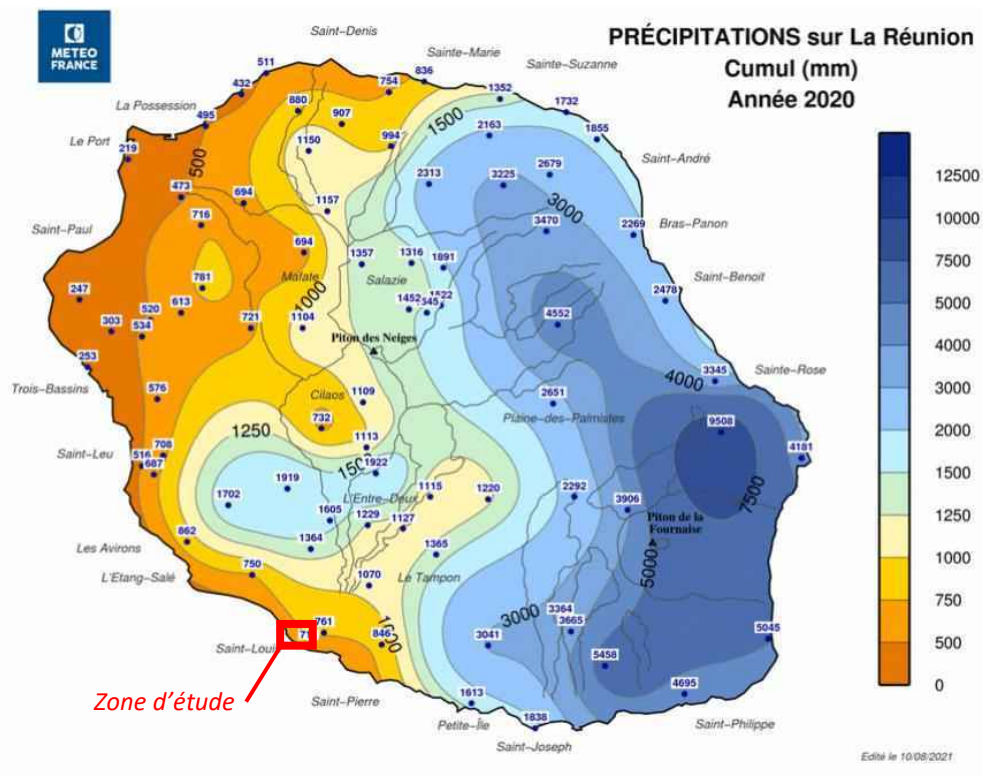 METEO
FRANCE
PRÉCIPITATIONS sur La Réunion
Cumul (mm)
Année 2020
Saint-Denis
Sainte-Marie
Sainte-Suzanne
511
836
754
432
1352
La Possession
880
1732
495
907
1500
2163
1855
Le Port
994
1150
219
500
Saint-André
2679
2313
3225
473
694
1157
3000
716
3470
2269
Bras-Panon
Saint-Paul
694
1357
1316
1891
Mafate
Salazie
Saint-Benoit
781
247
1000
2478
520
613
1452
303
534
721
1104
4552
Piton des Neiges
253
3345
Sainte-Rose
4000
Trois-Bassins
576
Cilaos
1109
2651
732
Plaine-des-Palmistes
9508
1250
1113
4181
Saint-Leu
708
516
687
1922
1919
1115
1220
2292
7500
1702
L'Entre-Deux
3906
1605
1229
1127
Piton de la
Fournaise
862
1364
1365
Les Avirons
5000
750
L'Etang-Salé
1070
Le Tampon
3000
3364
3665
761
846
3041
5045
Saint-Loui
5458
Zone d'étude
Saint-Pierre
4695
1613
Petite-Île
1838
Saint-Philippe
Saint-Joseph
12500
10000
7500
5000
4000
3000
2000
1500
1250
1000
750
500
0
Edité le 10/08/2021